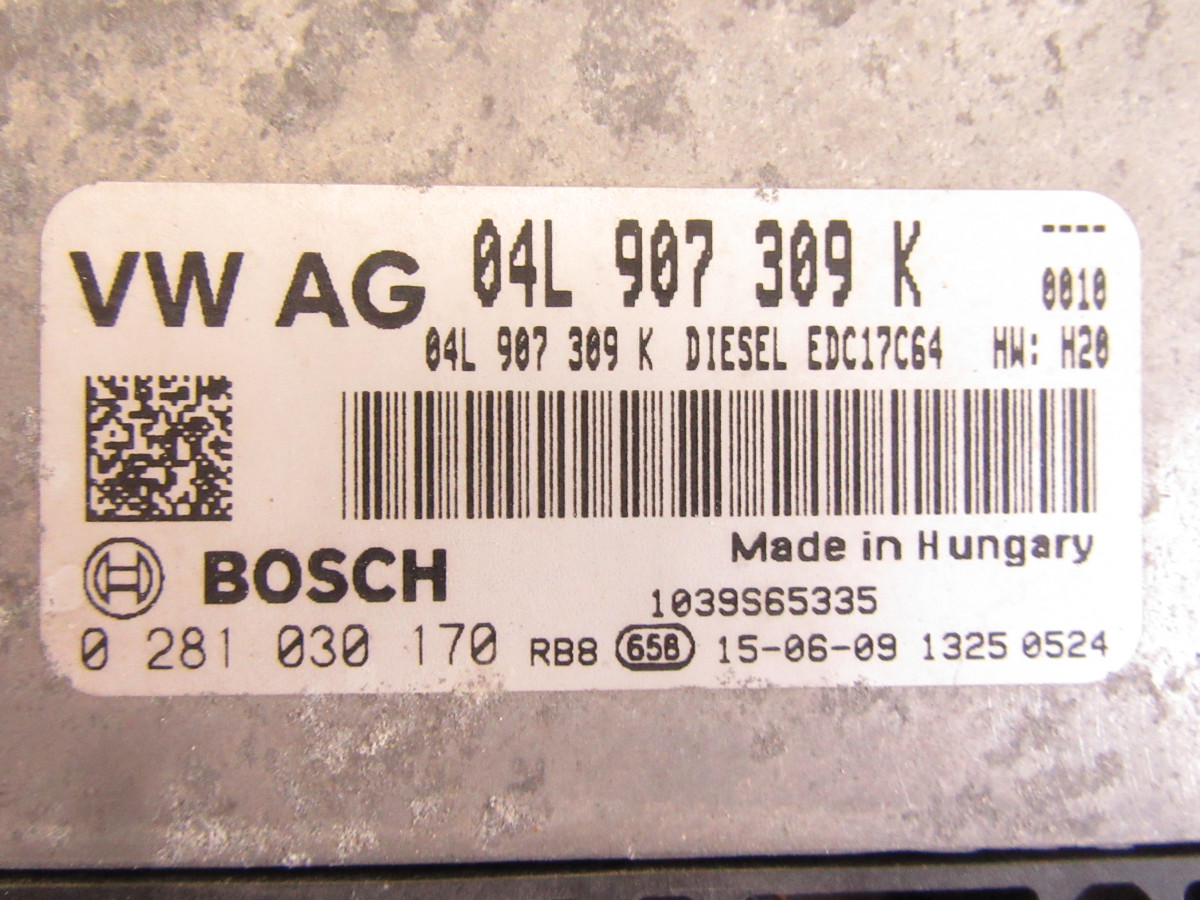 VW AG 04L 907 309 K ----
0010
04L 907 309 K DIESEL EDC17C64 HW: H20
Made in Hungary
BOSCH
1039S65335
0 281 030 170 RB8 658 15-06-09 1325 0524